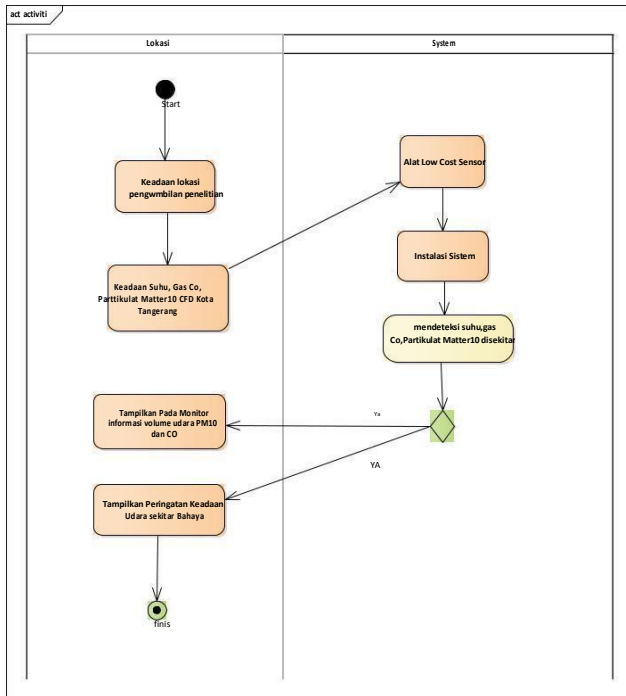 act activiti
Lokasi
System
Start
Keadaan lokasi
pengwmbilan penelitian
Keadaan Suhu, Gas Co,
Parttikulat Matter10 CFD Kota
Tangerang
Alat Low Cost Sensor
Instalasi Sistem
mendeteksi suhu,gas
Co,Partikulat Matter10 disekitar
Ya
Tampilkan Pada Monitor
informasi volume udara PM10
dan CO
YA
Tampilkan Peringatan Keadaan
Udara sekitar Bahaya
finis